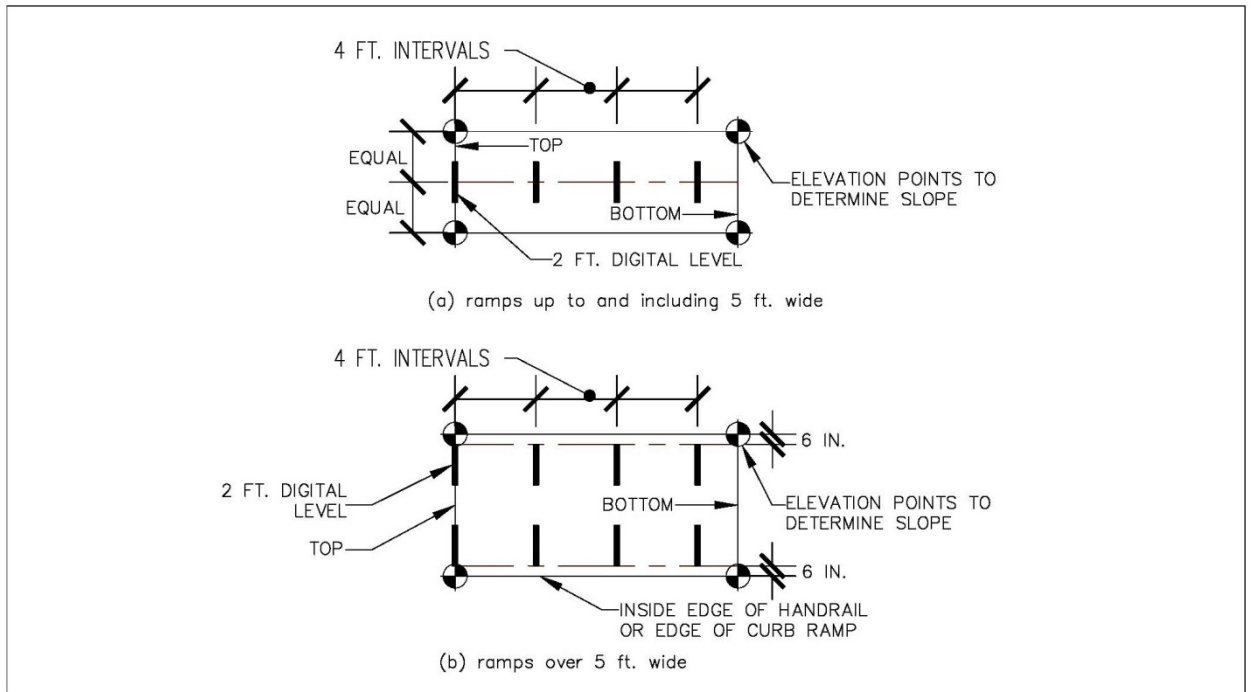 4 FT. INTERVALS
TOP
EQUAL
EQUAL
ELEVATION POINTS TO
DETERMINE SLOPE
BOTTOM
2 FT. DIGITAL LEVEL
(a) ramps up to and including 5 ft. wide
4 FT. INTERVALS
6 IN.
2 FT. DIGITAL
LEVEL
BOTTOM
ELEVATION POINTS TO
DETERMINE SLOPE
TOP
6 IN.
INSIDE EDGE OF HANDRAIL
OR EDGE OF CURB RAMP
(b) ramps over 5 ft. wide